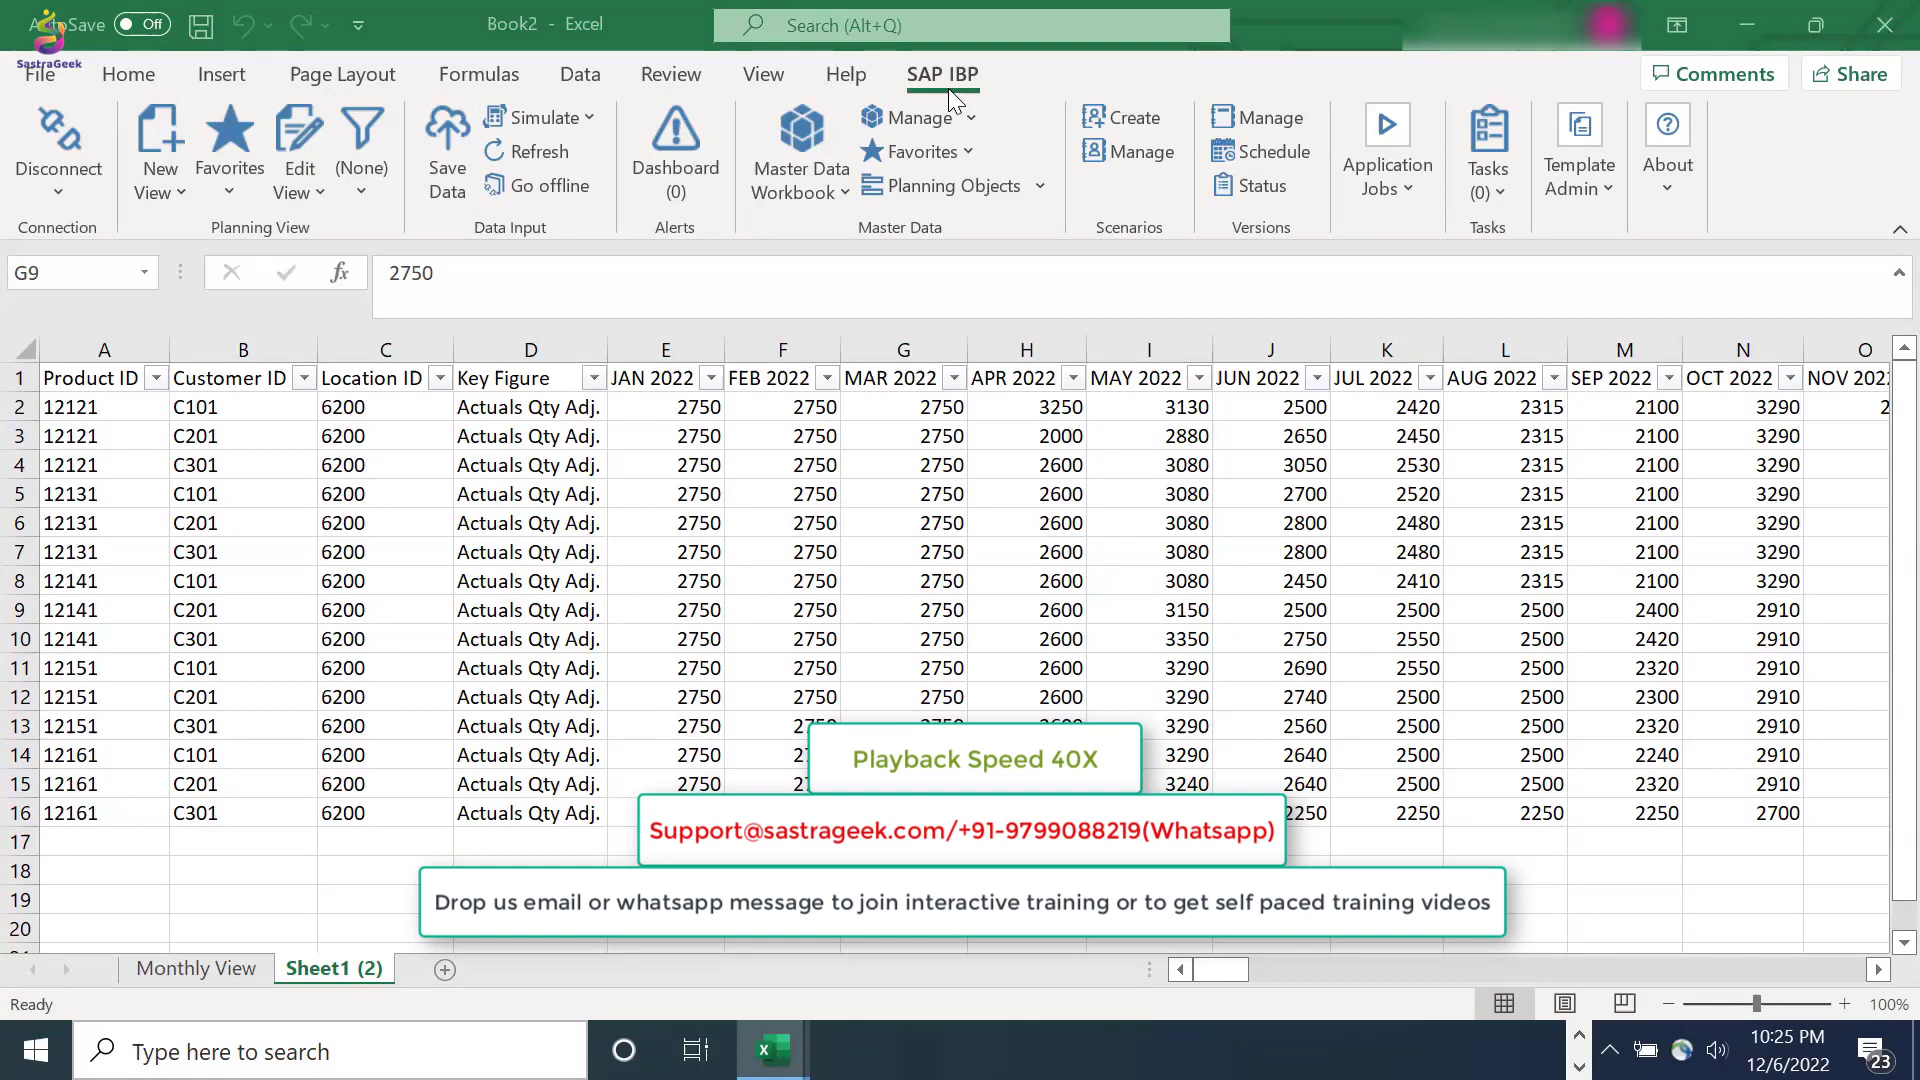 AutoSave Off Book2 - Excel Search (Alt+Q)
SastraGeek
File Home Insert Page Layout Formulas Data Review View Help SAP IBP Comments Share
Disconnect New View Favorites Edit View (None) Save Data Simulate Refresh Go offline Dashboard (0) Master Data Workbook Manage Favorites Planning Objects Create Manage Manage Schedule Status Application Jobs Tasks (0) Template Admin About
Connection Planning View Data Input Alerts Master Data Scenarios Versions Tasks
G9 fx 2750
A B C D E F G H I J K L M N O
1 Product ID Customer ID Location ID Key Figure JAN 2022 FEB 2022 MAR 2022 APR 2022 MAY 2022 JUN 2022 JUL 2022 AUG 2022 SEP 2022 OCT 2022 NOV 202
2 12121 C101 6200 Actuals Qty Adj. 2750 2750 2750 3250 3130 2500 2420 2315 2100 3290 2
3 12121 C201 6200 Actuals Qty Adj. 2750 2750 2750 2000 2880 2650 2450 2315 2100 3290
4 12121 C301 6200 Actuals Qty Adj. 2750 2750 2750 2600 3080 3050 2530 2315 2100 3290
5 12131 C101 6200 Actuals Qty Adj. 2750 2750 2750 2600 3080 2700 2520 2315 2100 3290
6 12131 C201 6200 Actuals Qty Adj. 2750 2750 2750 2600 3080 2800 2480 2315 2100 3290
7 12131 C301 6200 Actuals Qty Adj. 2750 2750 2750 2600 3080 2800 2480 2315 2100 3290
8 12141 C101 6200 Actuals Qty Adj. 2750 2750 2750 2600 3080 2450 2410 2315 2100 3290
9 12141 C201 6200 Actuals Qty Adj. 2750 2750 2750 2600 3150 2500 2500 2500 2400 2910
10 12141 C301 6200 Actuals Qty Adj. 2750 2750 2750 2600 3350 2750 2550 2500 2420 2910
11 12151 C101 6200 Actuals Qty Adj. 2750 2750 2750 2600 3290 2690 2550 2500 2320 2910
12 12151 C201 6200 Actuals Qty Adj. 2750 2750 2750 2600 3290 2740 2500 2500 2300 2910
13 12151 C301 6200 Actuals Qty Adj. 2750 2750 2750 2600 3290 2560 2500 2500 2320 2910
14 12161 C101 6200 Actuals Qty Adj. 2750 3290 2640 2500 2500 2240 2910
15 12161 C201 6200 Actuals Qty Adj. 2750 3240 2640 2500 2500 2320 2910
16 12161 C301 6200 Actuals Qty Adj. 2250 2250 2250 2250 2700
17
18
19
20
Playback Speed 40X
Support@sastrageek.com/+91-9799088219(Whatsapp)
Drop us email or whatsapp message to join interactive training or to get self paced training videos
Monthly View Sheet1 (2)
Ready 100%
Type here to search 10:25 PM
12/6/2022 23